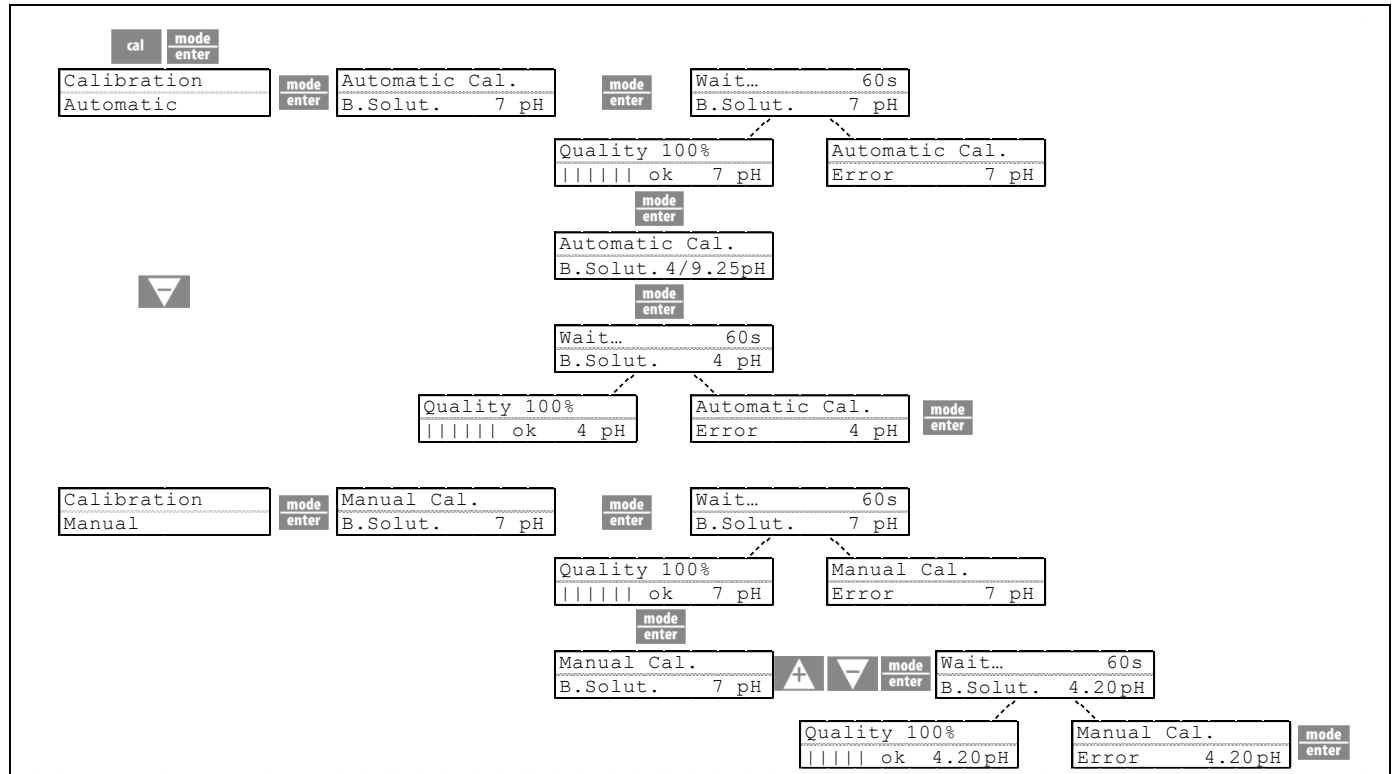 cal mode
enter
Calibration
Automatic
mode
enter
Automatic Cal.
B.Solut. 7 pH
mode
enter
Wait… 60s
B.Solut. 7 pH
Quality 100%
|||||| ok 7 pH
Automatic Cal.
Error 7 pH
mode
enter
Automatic Cal.
B.Solut. 4/9.25pH
mode
enter
Wait… 60s
B.Solut. 4 pH
Quality 100%
|||||| ok 4 pH
Automatic Cal.
Error 4 pH
mode
enter
Calibration
Manual
mode
enter
Manual Cal.
B.Solut. 7 pH
mode
enter
Wait… 60s
B.Solut. 7 pH
Quality 100%
|||||| ok 7 pH
Manual Cal.
Error 7 pH
mode
enter
Manual Cal.
B.Solut. 7 pH
+
-
mode
enter
Wait… 60s
B.Solut. 4.20pH
Quality 100%
||||| ok 4.20pH
Manual Cal.
Error 4.20pH
mode
enter